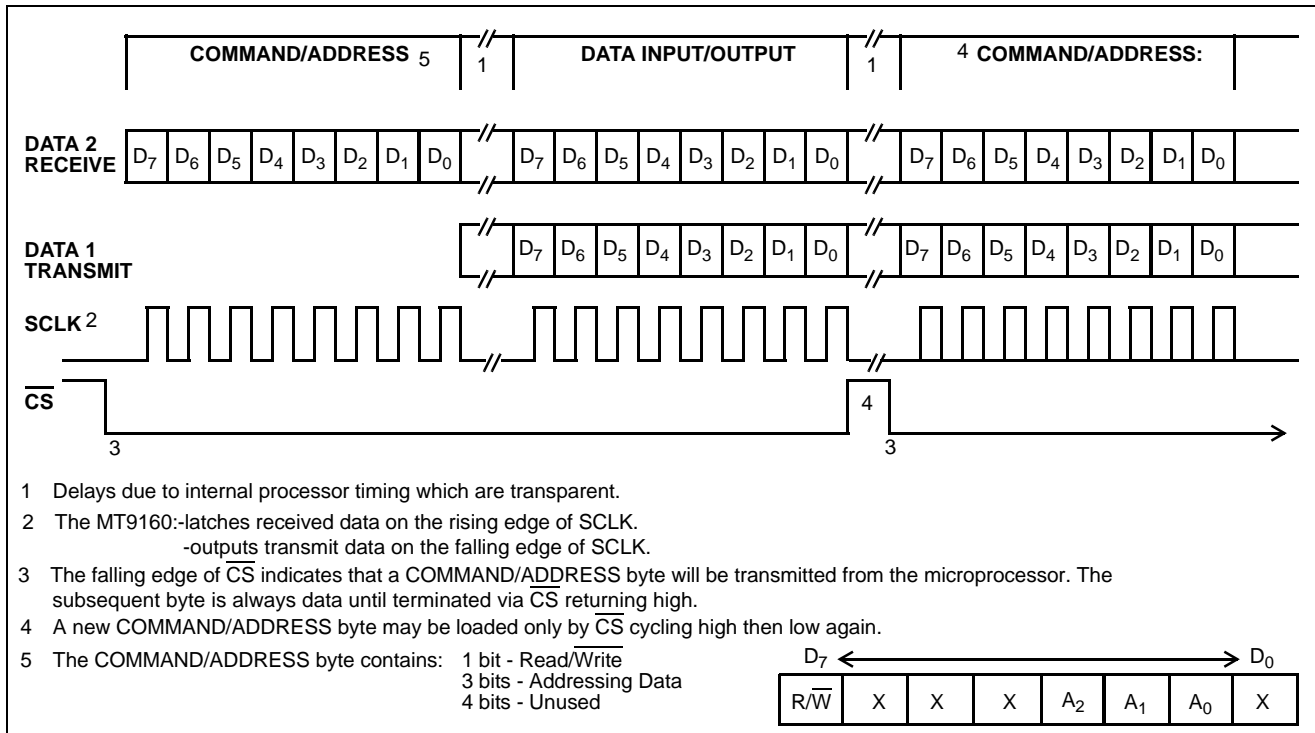 COMMAND/ADDRESS 5 1 DATA INPUT/OUTPUT 1 4 COMMAND/ADDRESS:
DATA 2
RECEIVE
D7 D6 D5 D4 D3 D2 D1 D0 D7 D6 D5 D4 D3 D2 D1 D0 D7 D6 D5 D4 D3 D2 D1 D0
DATA 1
TRANSMIT
D7 D6 D5 D4 D3 D2 D1 D0 D7 D6 D5 D4 D3 D2 D1 D0
SCLK 2
CS
4
3 3
1 Delays due to internal processor timing which are transparent.
2 The MT9160:-latches received data on the rising edge of SCLK.
-outputs transmit data on the falling edge of SCLK.
3 The falling edge of CS indicates that a COMMAND/ADDRESS byte will be transmitted from the microprocessor. The
subsequent byte is always data until terminated via CS returning high.
4 A new COMMAND/ADDRESS byte may be loaded only by CS cycling high then low again.
5 The COMMAND/ADDRESS byte contains: 1 bit - Read/Write
3 bits - Addressing Data
4 bits - Unused
D7 D0
R/W X X X A2 A1 A0 X